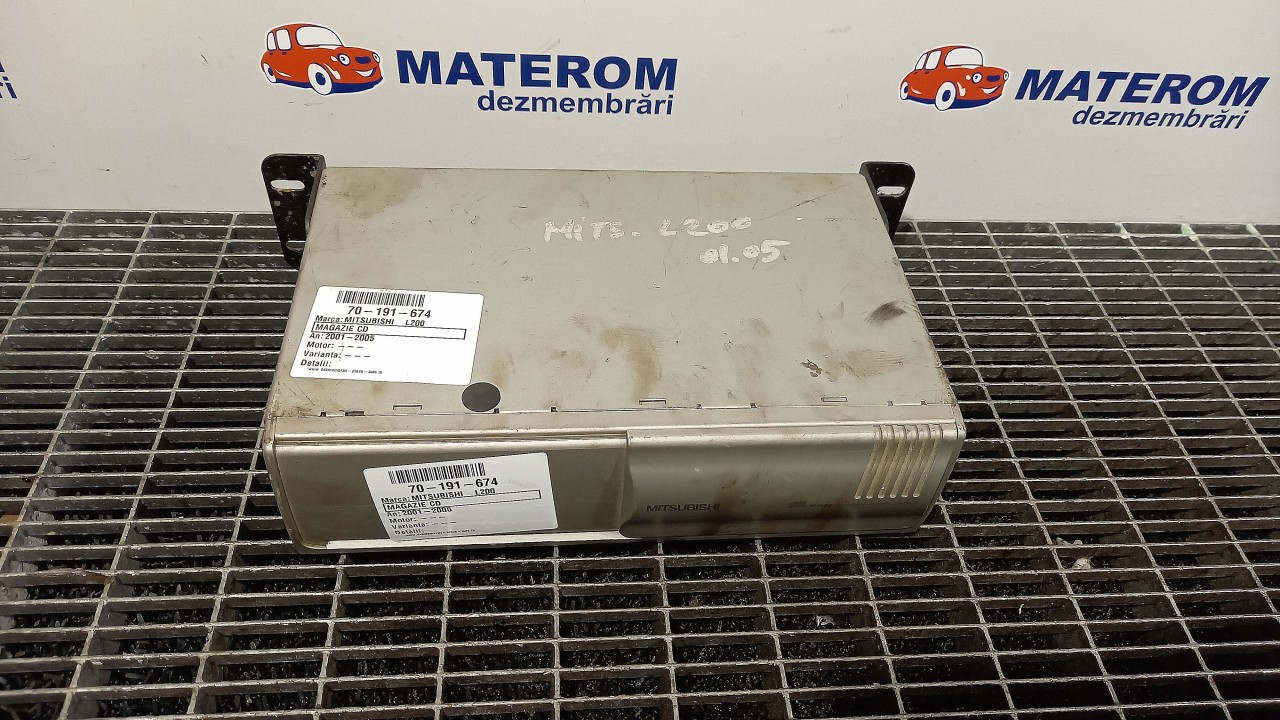 MATEROM
dezmembrări
MATEROM
dezmembrări
MITS. L200
01.05
70-191-674
Marca: MITSUBISHI L200
MAGAZIE CD
An: 2001-2005
Motor: ---
Varianta: ---
Detalii:
70-191-674
Marca: MITSUBISHI L200
MAGAZIE CD
An: 2001-2005
Motor: ---
Varianta: ---
Detalii:
MITSUBISHI